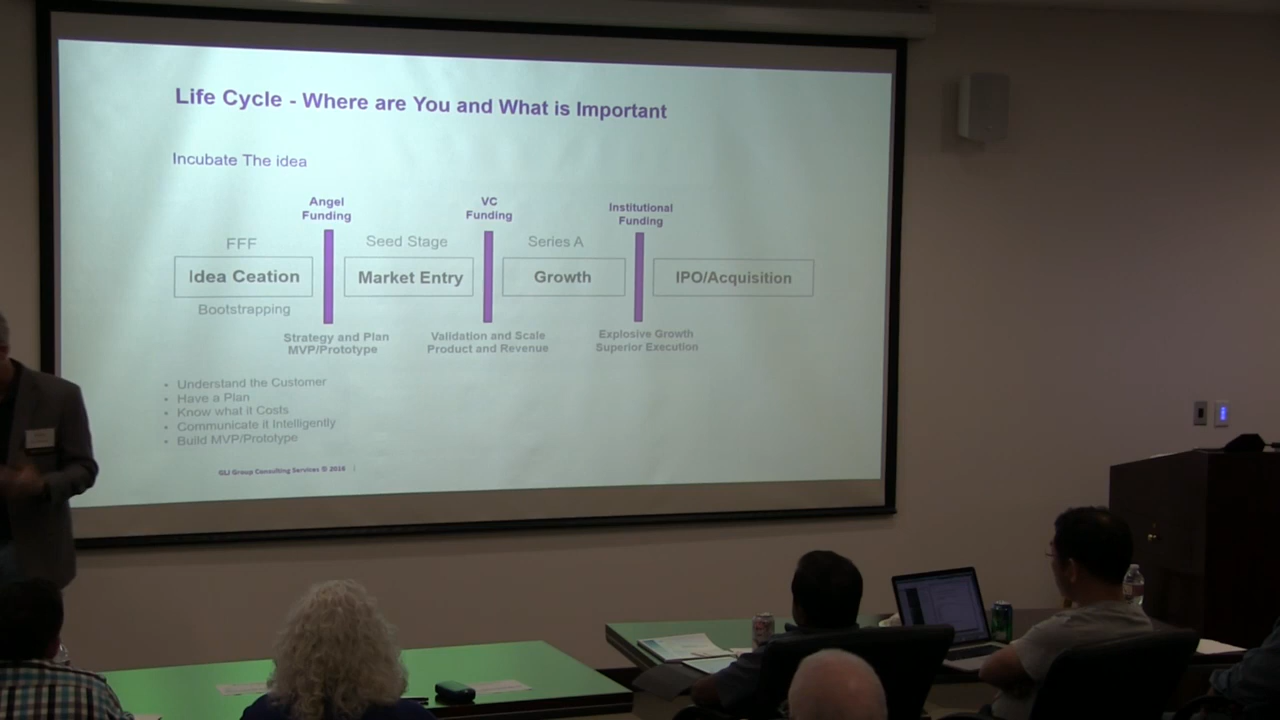 Life Cycle - Where are You and What is Important
Incubate The idea
Angel
Funding
VC
Funding
Institutional
Funding
FFF
Seed Stage
Series A
Idea Ceation
Market Entry
Growth
IPO/Acquisition
Bootstrapping
Strategy and Plan
MVP/Prototype
Validation and Scale
Product and Revenue
Explosive Growth
Superior Execution
• Understand the Customer
• Have a Plan
• Know what it Costs
• Communicate it Intelligently
• Build MVP/Prototype
GLJ Group Consulting Services © 2016 |